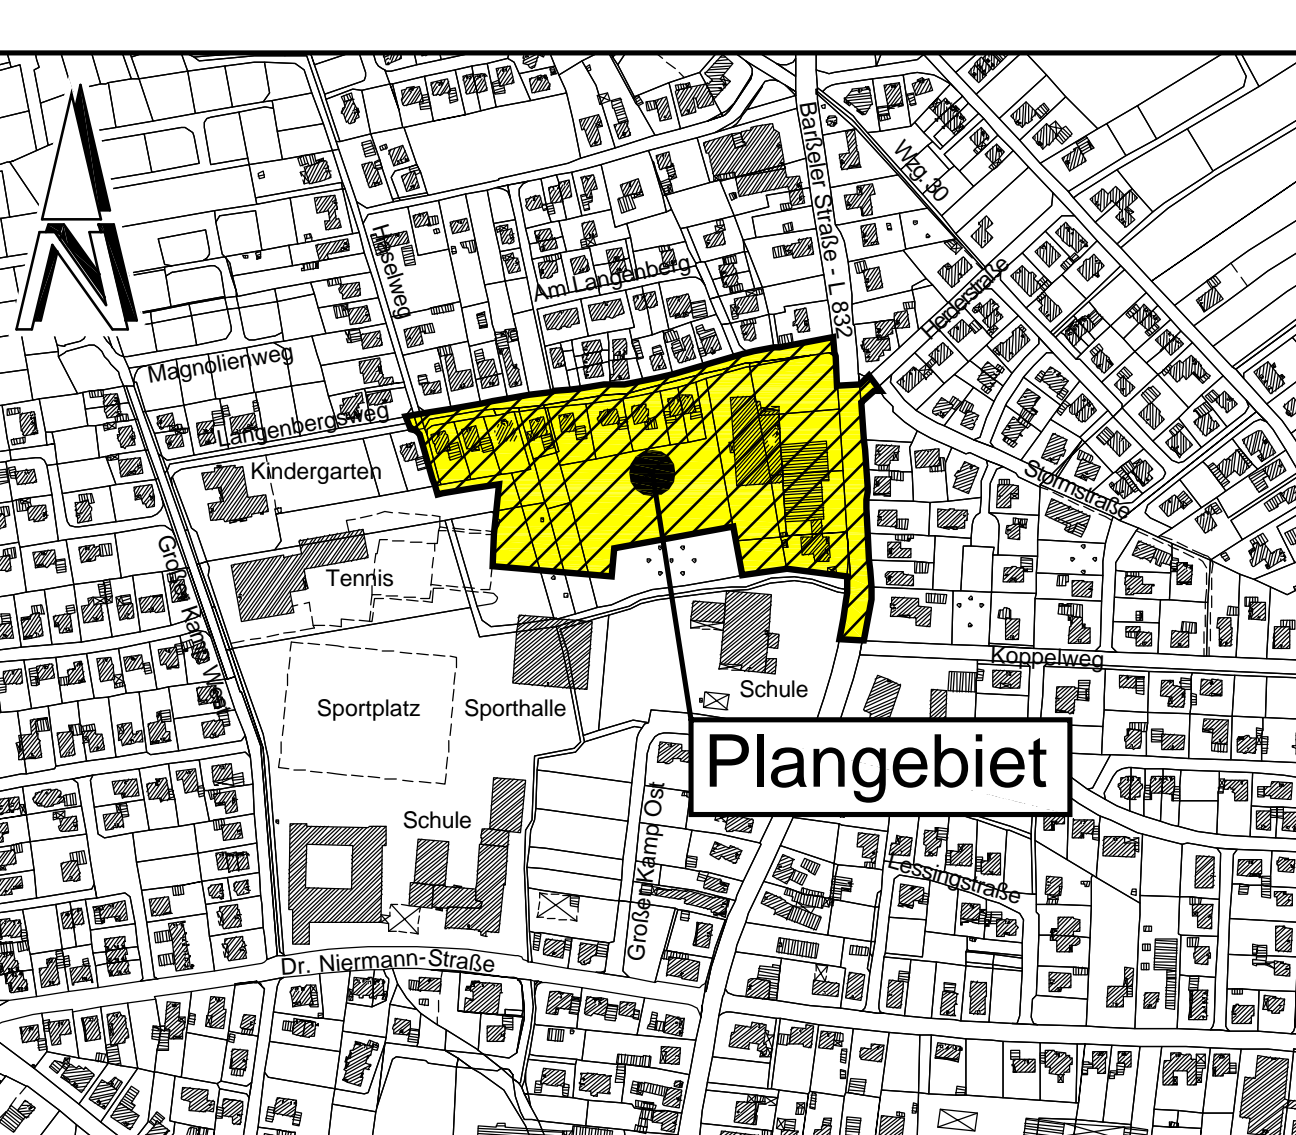 N
Barßeler Straße - L 832
Wzg. 30
Haselweg
Am Langenberg
Herderstraße
Magnolienweg
Langenbergsweg
Kindergarten
Stormstraße
Großer Kamp West
Tennis
Koppelweg
Schule
Sportplatz
Sporthalle
Plangebiet
Schule
Großer Kamp Ost
Lessingstraße
Dr. Niermann-Straße